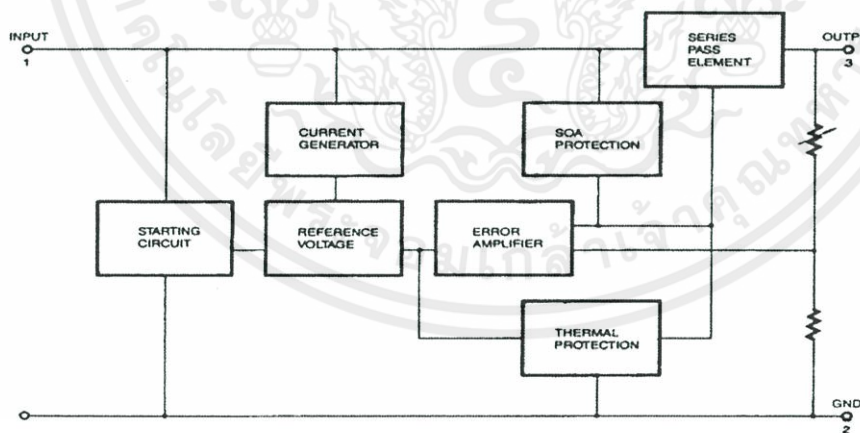 INPUT
1
SERIES
PASS
ELEMENT
OUTP
3
CURRENT
GENERATOR
SOA
PROTECTION
STARTING
CIRCUIT
REFERENCE
VOLTAGE
ERROR
AMPLIFIER
THERMAL
PROTECTION
GND
2